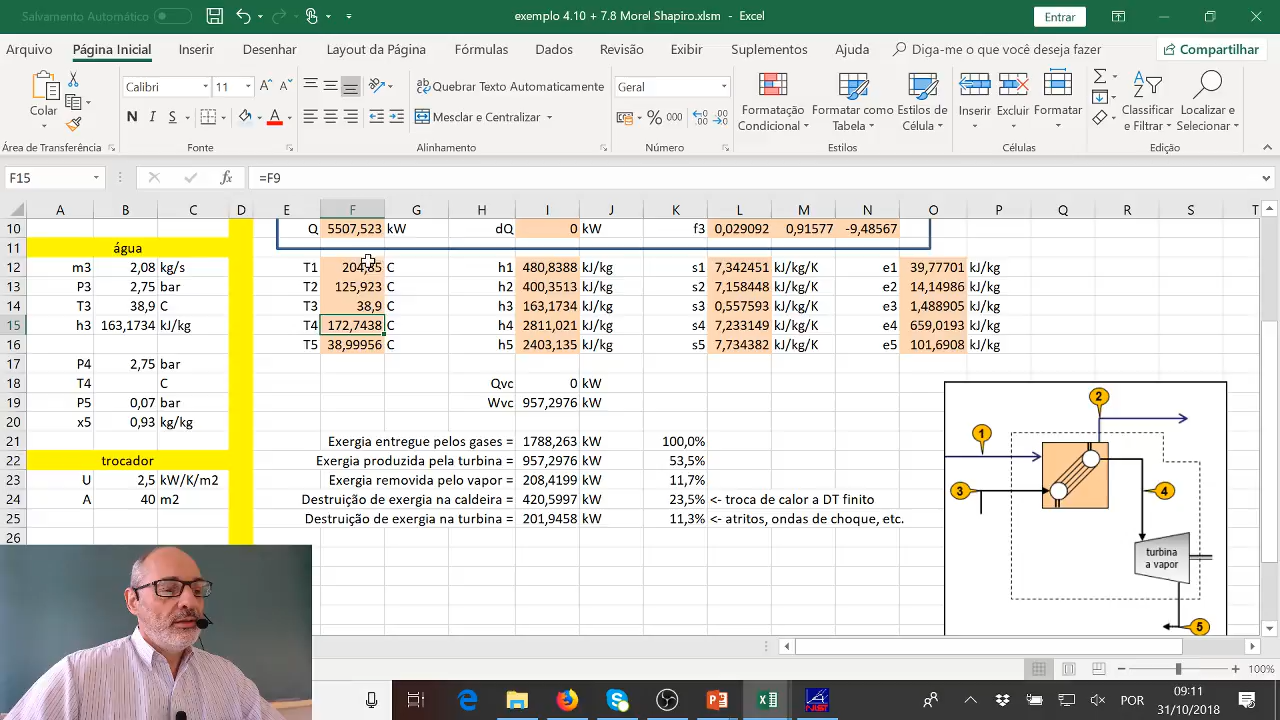 Salvamento Automático
exemplo 4.10 + 7.8 Morel Shapiro.xlsm - Excel
Entrar
Arquivo Página Inicial Inserir Desenhar Layout da Página Fórmulas Dados Revisão Exibir Suplementos Ajuda Diga-me o que você deseja fazer Compartilhar
Colar
Calibri 11
N I S
A
Quebrar Texto Automaticamente
Mesclar e Centralizar
Geral
% 000
Formatação Condicional
Formatar como Tabela
Estilos de Célula
Inserir Excluir Formatar
Classificar e Filtrar
Localizar e Selecionar
Área de Transferência Fonte Alinhamento Número Estilos Células Edição
F15 fx =F9
A B C D E F G H I J K L M N O P Q R S T
10 Q 5507,523 kW dQ 0 kW f3 0,029092 0,91577 -9,48567
11 água
12 m3 2,08 kg/s T1 204,85 C h1 480,8388 kJ/kg s1 7,342451 kJ/kg/K e1 39,77701 kJ/kg
13 P3 2,75 bar T2 125,923 C h2 400,3513 kJ/kg s2 7,158448 kJ/kg/K e2 14,14986 kJ/kg
14 T3 38,9 C T3 38,9 C h3 163,1734 kJ/kg s3 0,557593 kJ/kg/K e3 1,488905 kJ/kg
15 h3 163,1734 kJ/kg T4 172,7438 C h4 2811,021 kJ/kg s4 7,233149 kJ/kg/K e4 659,0193 kJ/kg
16 T5 38,99956 C h5 2403,135 kJ/kg s5 7,734382 kJ/kg/K e5 101,6908 kJ/kg
17 P4 2,75 bar
18 T4 C Qvc 0 kW
19 P5 0,07 bar Wvc 957,2976 kW
20 x5 0,93 kg/kg
21 Exergia entregue pelos gases = 1788,263 kW 100,0%
22 trocador Exergia produzida pela turbina = 957,2976 kW 53,5%
23 U 2,5 kW/K/m2 Exergia removida pelo vapor = 208,4199 kW 11,7%
24 A 40 m2 Destruição de exergia na caldeira = 420,5997 kW 23,5% <- troca de calor a DT finito
25 Destruição de exergia na turbina = 201,9458 kW 11,3% <- atritos, ondas de choque, etc.
26
2
1
3
4
turbina a vapor
5
100%
POR
09:11
31/10/2018